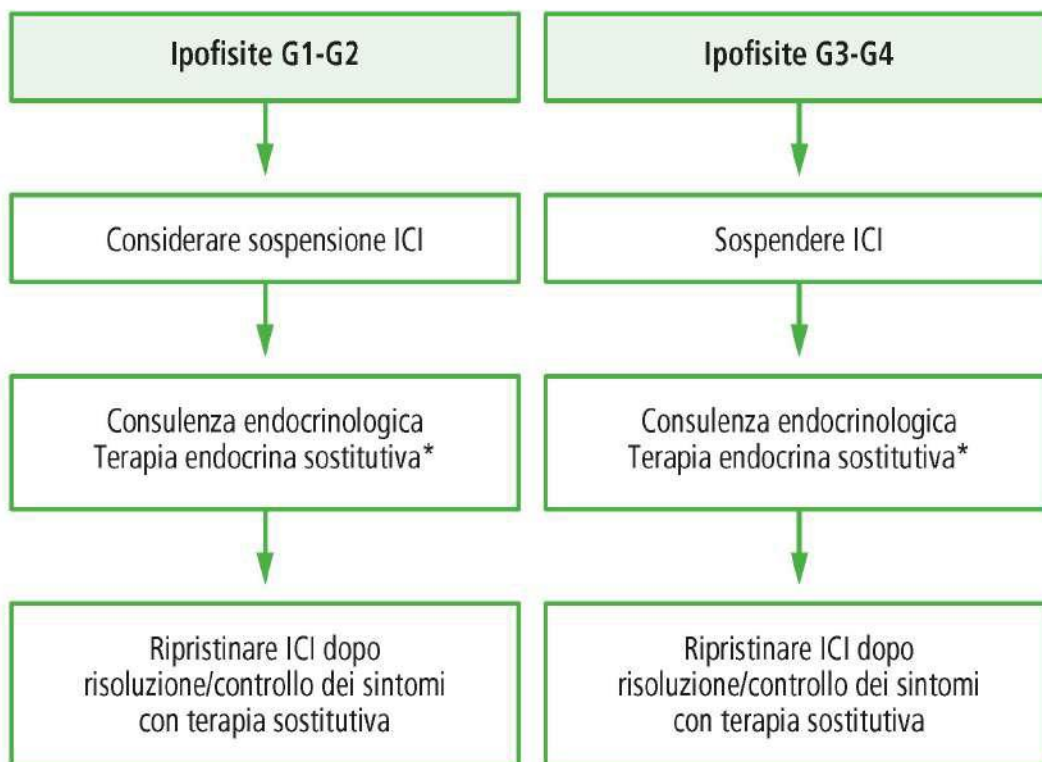 Ipofisite G1-G2
Considerare sospensione ICI
Consulenza endocrinologica
Terapia endocrina sostitutiva*
Ripristinare ICI dopo
risoluzione/controllo dei sintomi
con terapia sostitutiva
Ipofisite G3-G4
Sospendere ICI
Consulenza endocrinologica
Terapia endocrina sostitutiva*
Ripristinare ICI dopo
risoluzione/controllo dei sintomi
con terapia sostitutiva